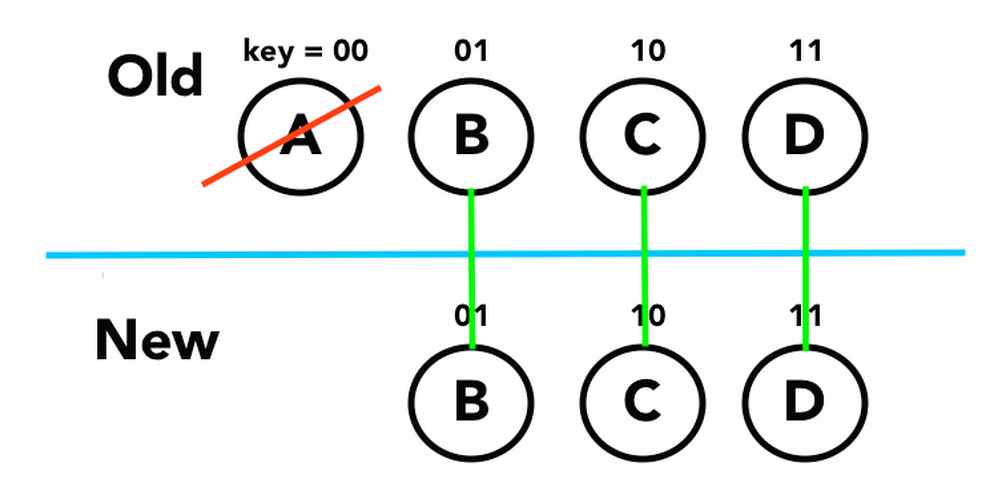 Old
key = 00 01 10 11
A B C D
New
01 10 11
B C D